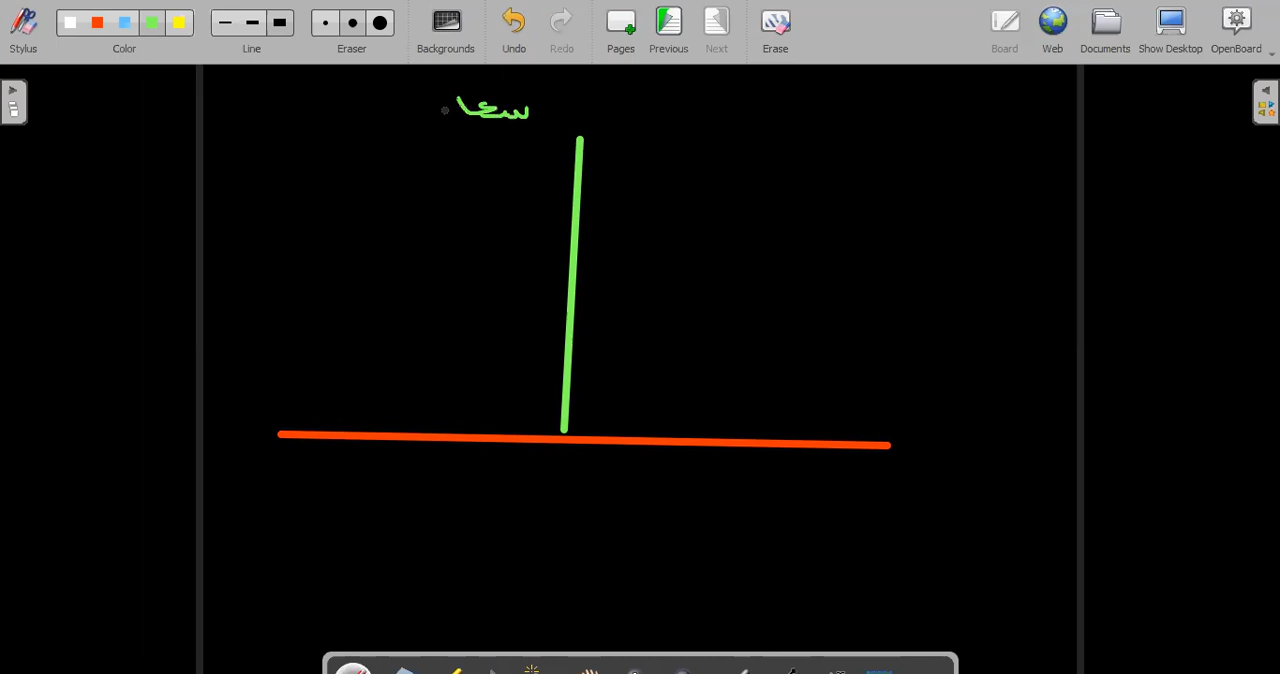 Stylus
Color
Line
Eraser
Backgrounds
Undo
Redo
Pages
Previous
Next
Erase
Board
Web
Documents
Show Desktop
OpenBoard